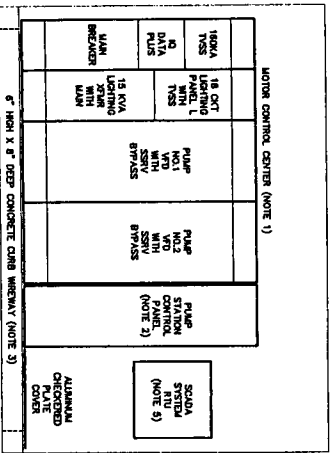 MOTOR CONTROL CENTER (NOTE 1)
160KA
TVSS
IQ
DATA
PLUS
MAIN
BREAKER
18 CKT
LIGHTING
PANEL L
WITH
TVSS
15 KVA
LIGHTING
XFMR
WITH
MAIN
PUMP
NO.1
VFD
WITH
SSRV
BYPASS
PUMP
NO.2
VFD
WITH
SSRV
BYPASS
PUMP
STATION
CONTROL
PANEL
(NOTE 2)
SCADA
SYSTEM
RTU
(NOTE 5)
ALUMINUM
CHECKERED
PLATE
COVER
6" HIGH X 8" DEEP CONCRETE CURB WIREWAY (NOTE 3)